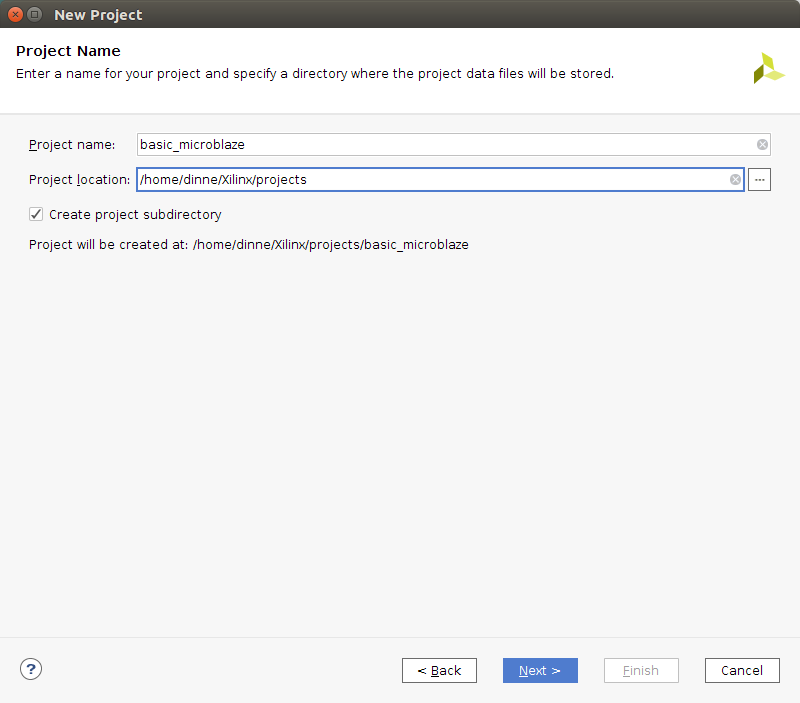 New Project
Project Name
Enter a name for your project and specify a directory where the project data files will be stored.
Project name: basic_microblaze
Project location: /home/dinne/Xilinx/projects ...
Create project subdirectory
Project will be created at: /home/dinne/Xilinx/projects/basic_microblaze
? < Back Next > Finish Cancel